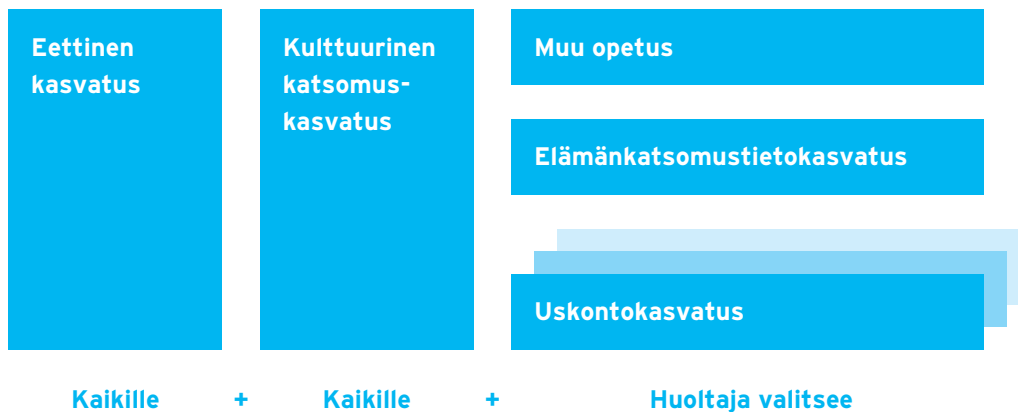 Eettinen
kasvatus
Kulttuurinen
katsomus-
kasvatus
Muu opetus
Elämänkatsomustietokasvatus
Uskontokasvatus
Kaikille + Kaikille + Huoltaja valitsee